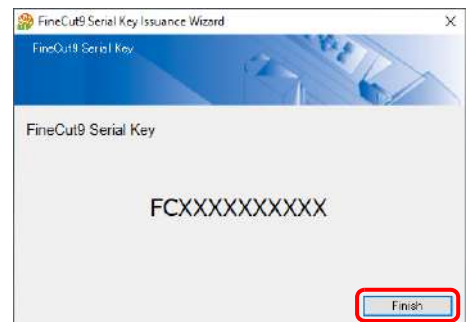 FineCut9 Serial Key Issuance Wizard
FineCut9 Serial Key
FineCut9 Serial Key
FCXXXXXXXXXX
Finish